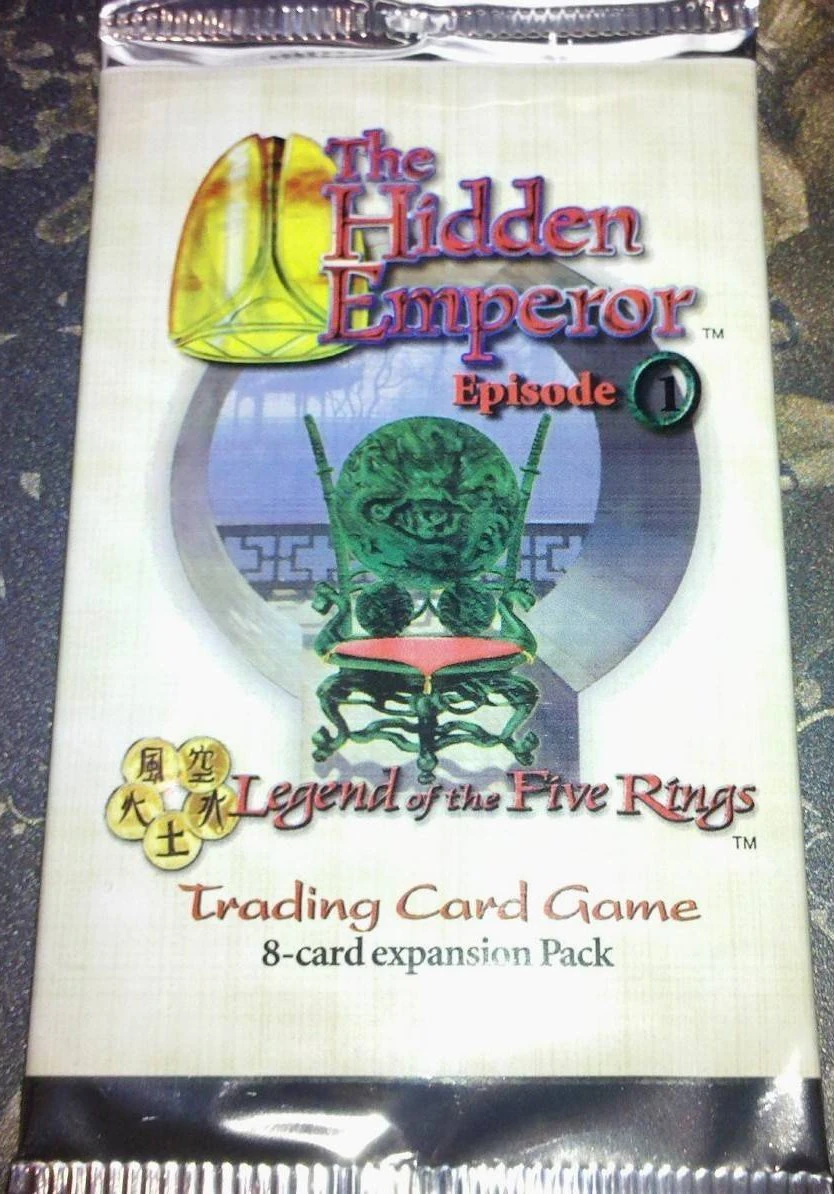 The
Hidden
Emperor
TM
Episode 1
風 空
火 水
土
Legend of the Five Rings
TM
Trading Card Game
8-card expansion Pack